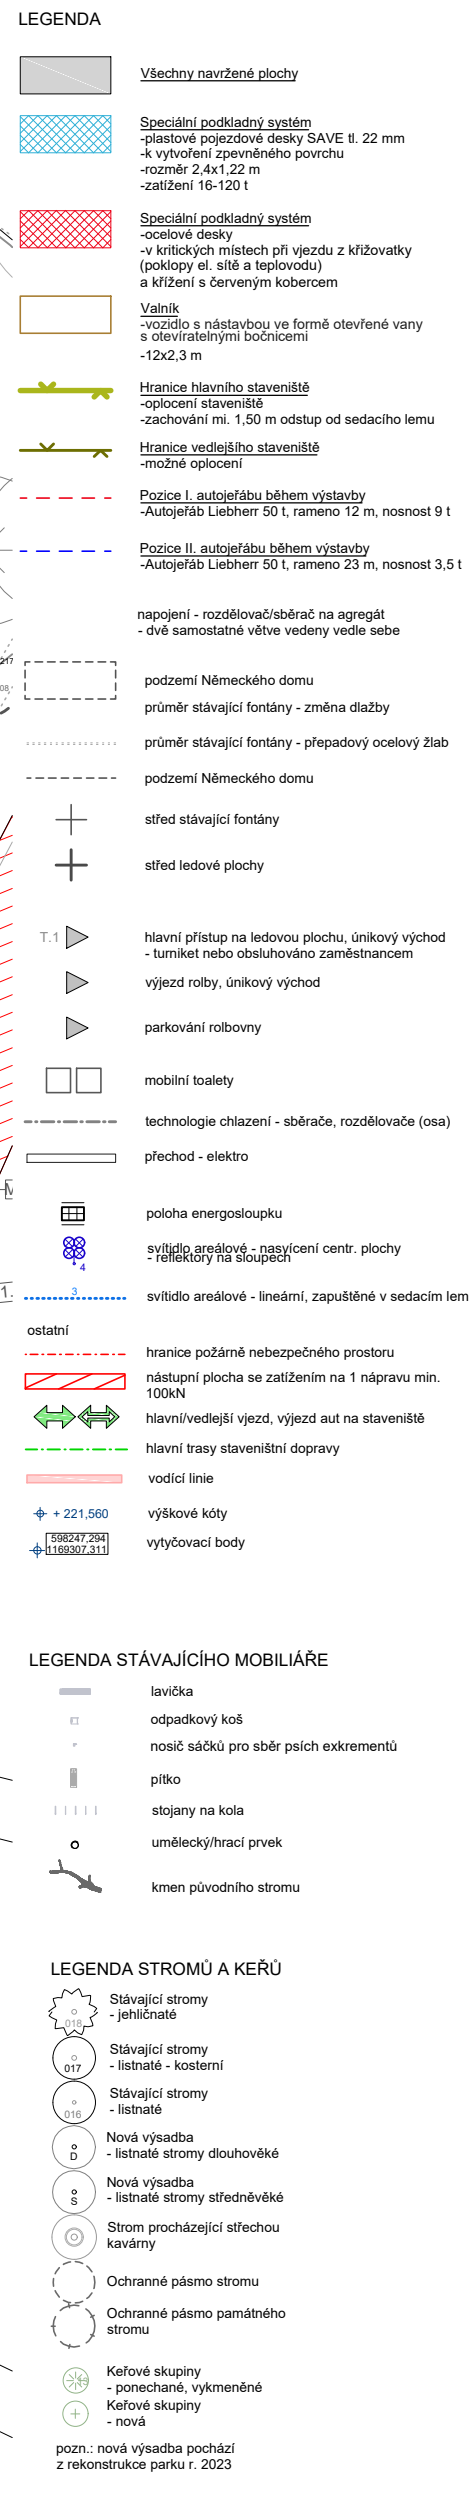 LEGENDA
Všechny navržené plochy
Speciální podkladný systém
-plastové pojezdové desky SAVE tl. 22 mm
-k vytvoření zpevněného povrchu
-rozměr 2,4x1,22 m
-zatížení 16-120 t
Speciální podkladný systém
-ocelové desky
-v kritických místech při vjezdu z křižovatky
(poklopy el. sítě a teplovodu)
a křížení s červeným kobercem
Valník
-vozidlo s nástavbou ve formě otevřené vany
s otevíratelnými bočnicemi
-12x2,3 m
Hranice hlavního staveniště
-oplocení staveniště
-zachování mi. 1,50 m odstup od sedacího lemu
Hranice vedlejšího staveniště
-možné oplocení
Pozice I. autojeřábu během výstavby
-Autojeřáb Liebherr 50 t, rameno 12 m, nosnost 9 t
Pozice II. autojeřábu během výstavby
-Autojeřáb Liebherr 50 t, rameno 23 m, nosnost 3,5 t
napojení - rozdělovač/sběrač na agregát
- dvě samostatné větve vedeny vedle sebe
217
08
podzemí Německého domu
průměr stávající fontány - změna dlažby
průměr stávající fontány - přepadový ocelový žlab
podzemí Německého domu
střed stávající fontány
střed ledové plochy
T.1
hlavní přístup na ledovou plochu, únikový východ
- turniket nebo obsluhováno zaměstnancem
výjezd rolby, únikový východ
parkování rolbovny
mobilní toalety
technologie chlazení - sběrače, rozdělovače (osa)
přechod - elektro
poloha energosloupku
svítidlo areálové - nasvícení centr. plochy
- reflektory na sloupech
4
1.
3
svítidlo areálové - lineární, zapuštěné v sedacím lem
ostatní
hranice požárně nebezpečného prostoru
nástupní plocha se zatížením na 1 nápravu min.
100kN
hlavní/vedlejší vjezd, výjezd aut na staveniště
hlavní trasy staveništní dopravy
vodící linie
+ 221,560
výškové kóty
598247,294
1169307,311
vytyčovací body
LEGENDA STÁVAJÍCÍHO MOBILIÁŘE
lavička
odpadkový koš
nosič sáčků pro sběr psích exkrementů
pítko
stojany na kola
umělecký/hrací prvek
kmen původního stromu
LEGENDA STROMŮ A KEŘŮ
018
Stávající stromy
- jehličnaté
017
Stávající stromy
- listnaté - kosterní
016
Stávající stromy
- listnaté
D
Nová výsadba
- listnaté stromy dlouhověké
S
Nová výsadba
- listnaté stromy středněvěké
Strom procházející střechou
kavárny
Ochranné pásmo stromu
Ochranné pásmo památného
stromu
Keřové skupiny
- ponechané, vykmeněné
Keřové skupiny
- nová
pozn.: nová výsadba pochází
z rekonstrukce parku r. 2023